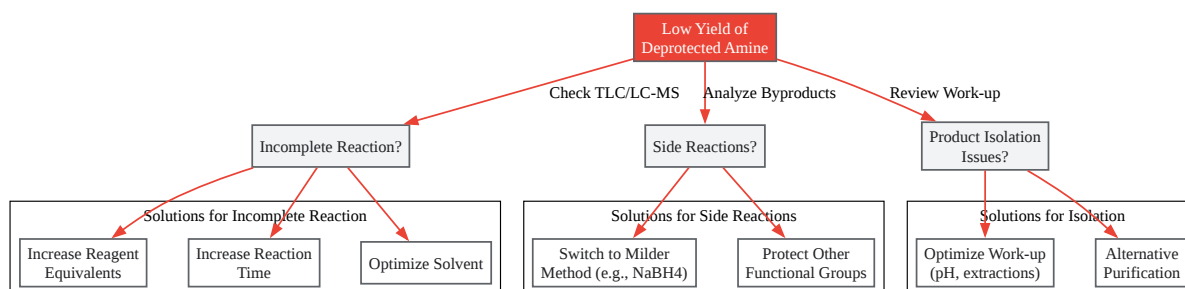 Low Yield of
Deprotected Amine
Check TLC/LC-MS
Analyze Byproducts
Review Work-up
Incomplete Reaction?
Side Reactions?
Product Isolation
Issues?
Solutions for Incomplete Reaction
Increase Reagent
Equivalents
Increase Reaction
Time
Optimize Solvent
Solutions for Side Reactions
Switch to Milder
Method (e.g., NaBH4)
Protect Other
Functional Groups
Solutions for Isolation
Optimize Work-up
(pH, extractions)
Alternative
Purification